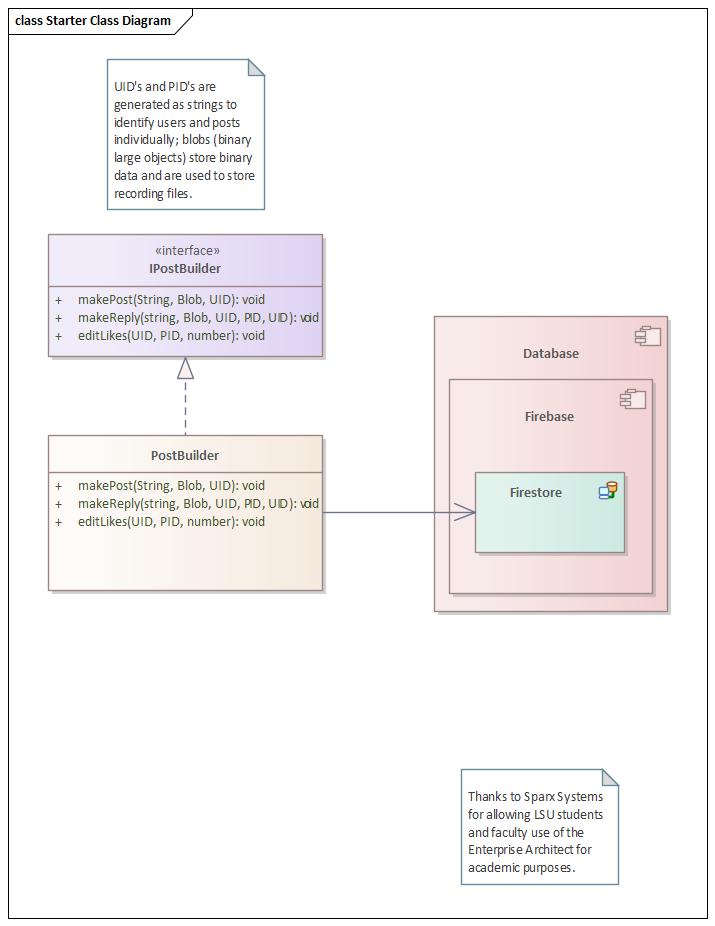 class Starter Class Diagram
UID's and PID's are
generated as strings to
identify users and posts
individually; blobs (binary
large objects) store binary
data and are used to store
recording files.
«interface»
IPostBuilder
+ makePost(String, Blob, UID): void
+ makeReply(string, Blob, UID, PID, UID): void
+ editLikes(UID, PID, number): void
PostBuilder
+ makePost(String, Blob, UID): void
+ makeReply(string, Blob, UID, PID, UID): void
+ editLikes(UID, PID, number): void
Database
Firebase
Firestore
Thanks to Sparx Systems
for allowing LSU students
and faculty use of the
Enterprise Architect for
academic purposes.